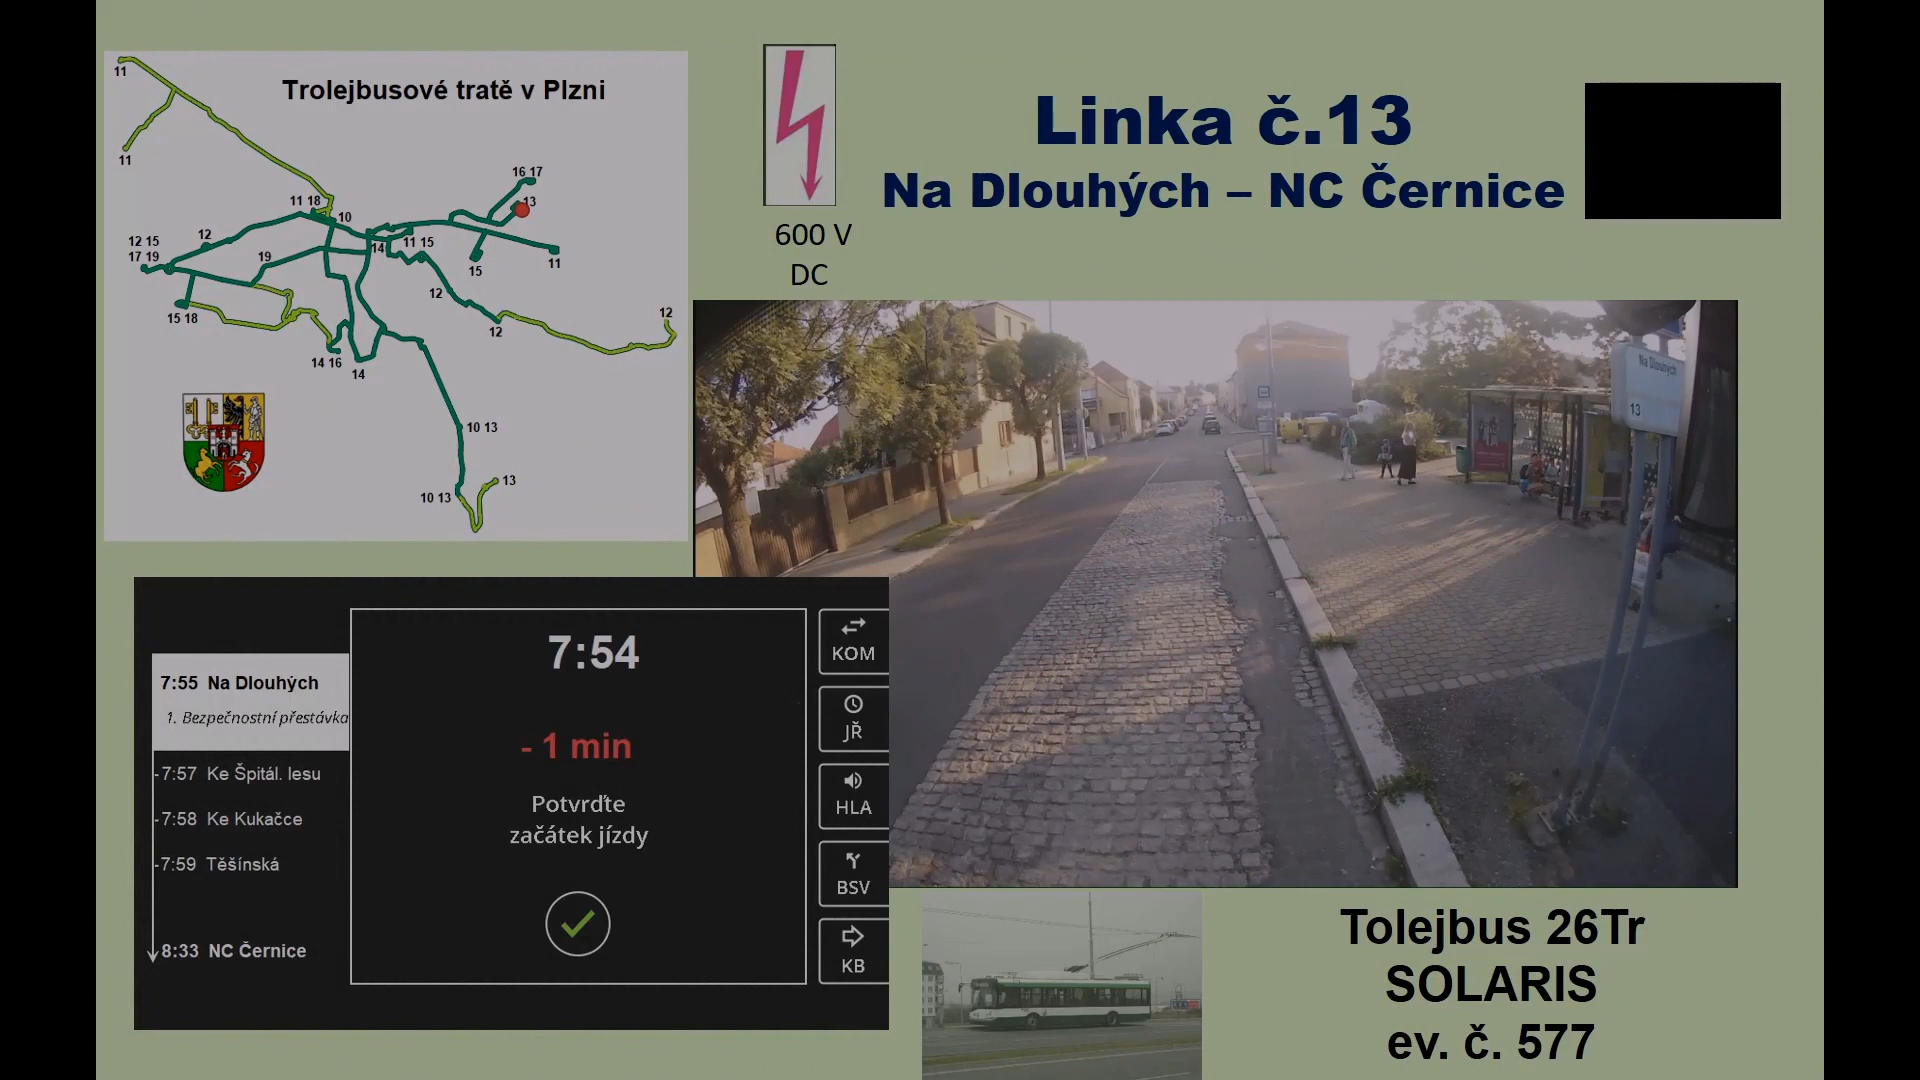 Trolejbusové tratě v Plzni
11
11
16 17
13
11 18
10
12
12 15
17 19
14
11 15
19
15
11
12
15 18
12
12
14 16
14
10 13
10 13
13
600 V
DC
Linka č.13
Na Dlouhých – NC Černice
Na Dlouhých
13
7:55 Na Dlouhých
1. Bezpečnostní přestávka
-7:57 Ke Špitál. lesu
-7:58 Ke Kukačce
-7:59 Těšínská
8:33 NC Černice
7:54
- 1 min
Potvrďte
začátek jízdy
KOM
JŘ
HLA
BSV
KB
Tolejbus 26Tr
SOLARIS
ev. č. 577